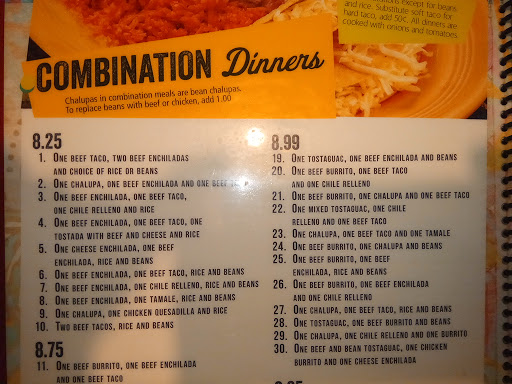 tions except for beans
and rice. Substitute soft taco for
hard taco, add 50¢. All dinners are
cooked with onions and tomatoes.
COMBINATION Dinners
Chalupas in combination meals are bean chalupas.
To replace beans with beef or chicken, add 1.00
8.25
1. One beef taco, two beef enchiladas
and choice of rice or beans
2. One chalupa, one beef enchilada and one beef
3. One beef enchilada, one beef taco,
one chile relleno and rice
4. One beef enchilada, one beef taco, one
tostada with beef and cheese and rice
5. One cheese enchilada, one beef
enchilada, rice and beans
6. One beef enchilada, one beef taco, rice and beans
7. One beef enchilada, one chile relleno, rice and beans
8. One beef enchilada, one tamale, rice and beans
9. One chalupa, one chicken quesadilla and rice
10. Two beef tacos, rice and beans
8.75
11. One beef burrito, one beef enchilada
and one beef taco
8.99
19. One tostaguac, one beef enchilada and beans
20. One beef burrito, one beef taco
and one chile relleno
21. One beef burrito, one chalupa and one beef taco
22. One mixed tostaguac, one chile
relleno and one beef taco
23. One chalupa, one beef taco and one tamale
24. One beef burrito, one chalupa and beans
25. One beef burrito, one beef
enchilada, rice and beans
26. One beef burrito, one beef enchilada
and one chile relleno
27. One chalupa, one beef taco, rice and beans
28. One tostaguac, one beef burrito and beans
29. One chalupa, one chile relleno and one burrito
30. One beef and bean tostaguac, one chicken
burrito and one cheese enchilada